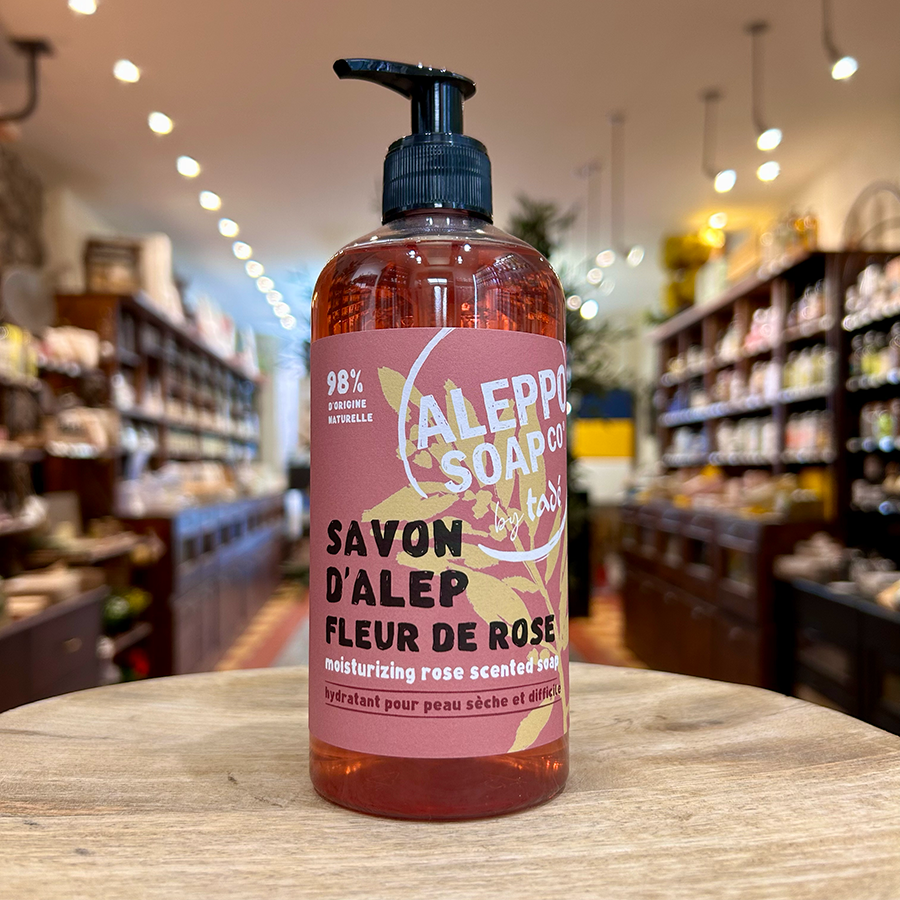 98%
D'ORIGINE
NATURELLE
ALEPPO
SOAP CO
by tadé
SAVON
D'ALEP
FLEUR DE ROSE
moisturizing rose scented soap
hydratant pour peau sèche et difficile